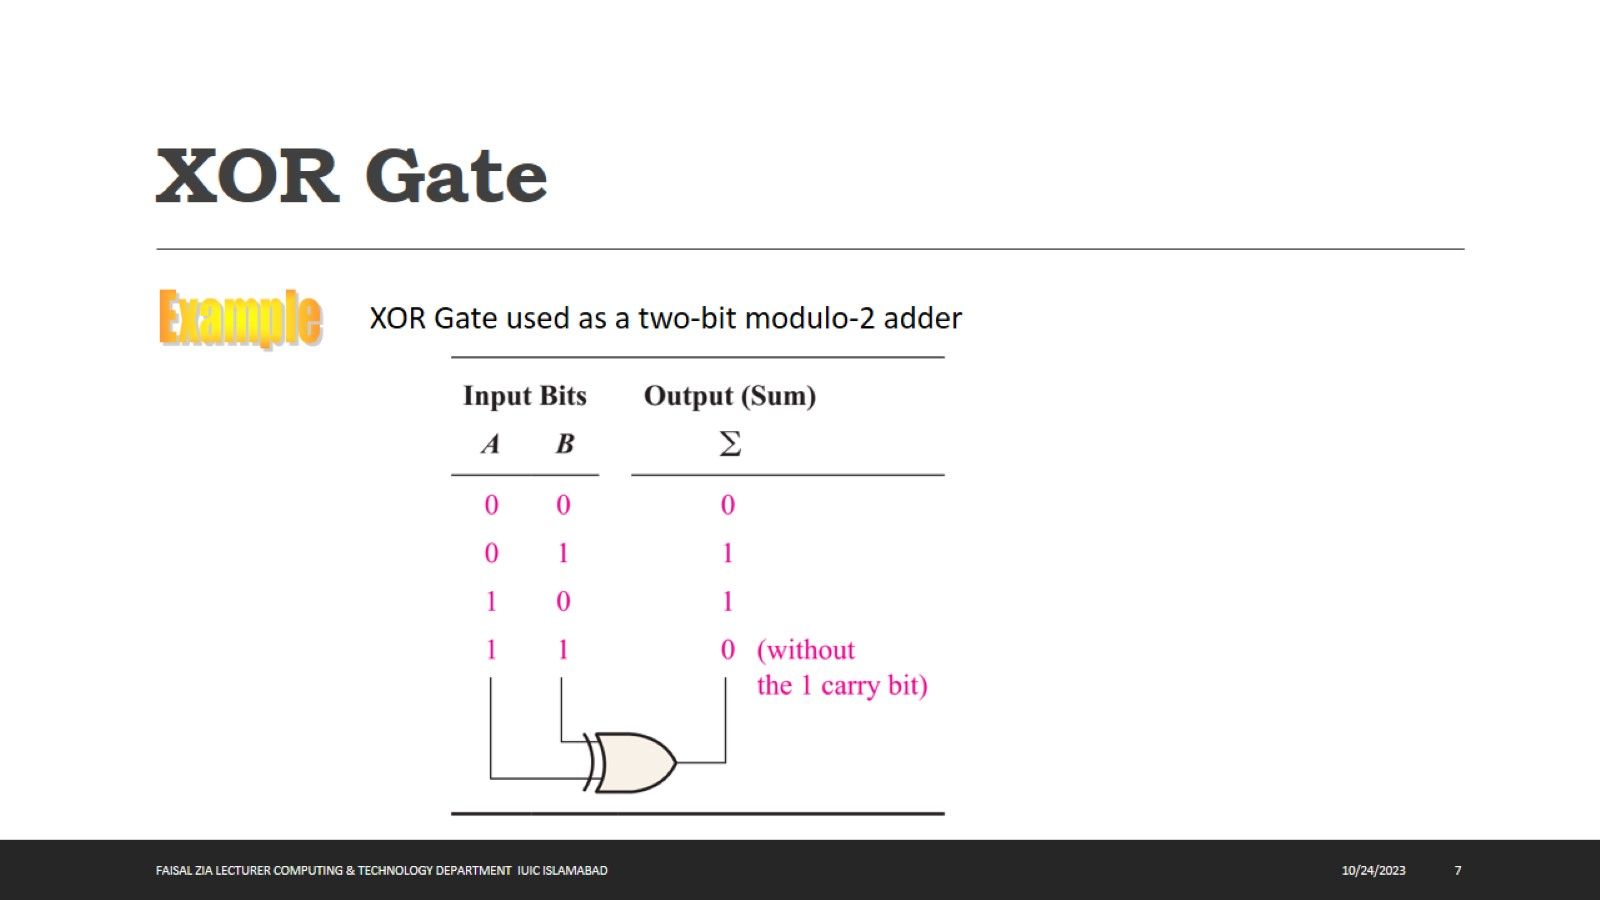 XOR Gate
Example
XOR Gate used as a two-bit modulo-2 adder
Input Bits Output (Sum)
A B Σ
0 0 0
0 1 1
1 0 1
1 1 0 (without
the 1 carry bit)
FAISAL ZIA LECTURER COMPUTING & TECHNOLOGY DEPARTMENT IUIC ISLAMABAD 10/24/2023 7